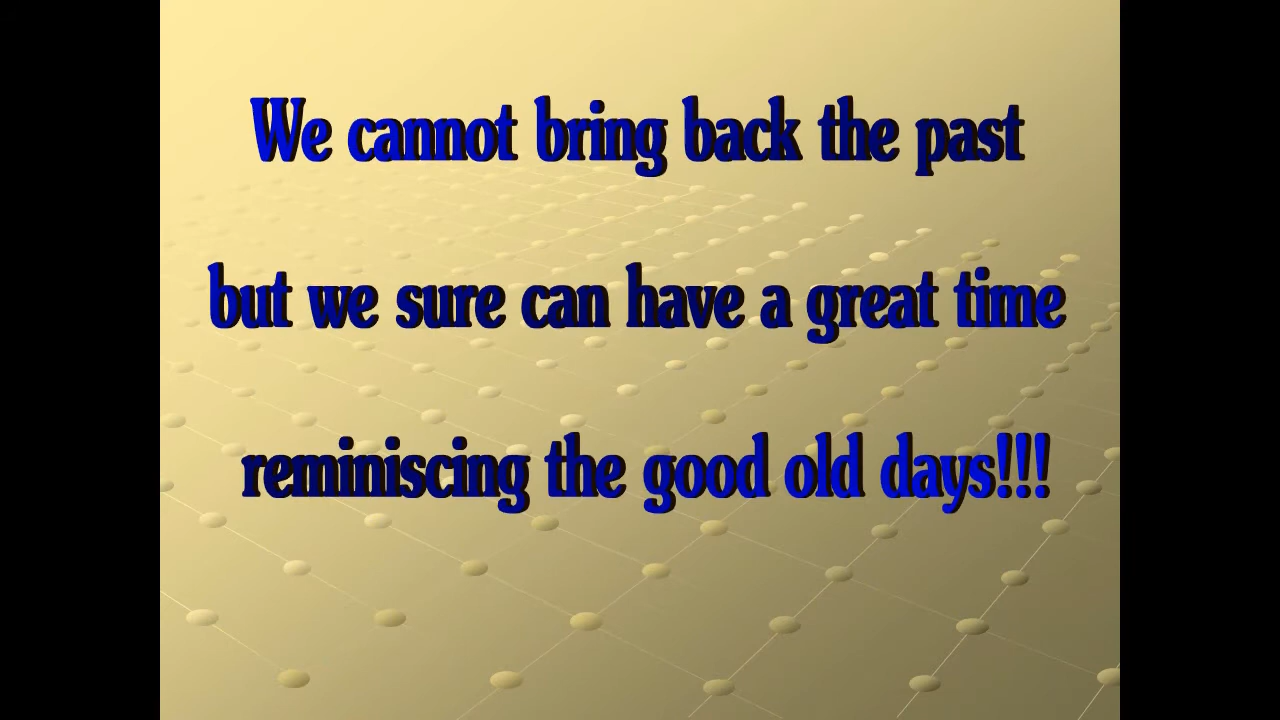 We cannot bring back the past
but we sure can have a great time
reminiscing the good old days!!!